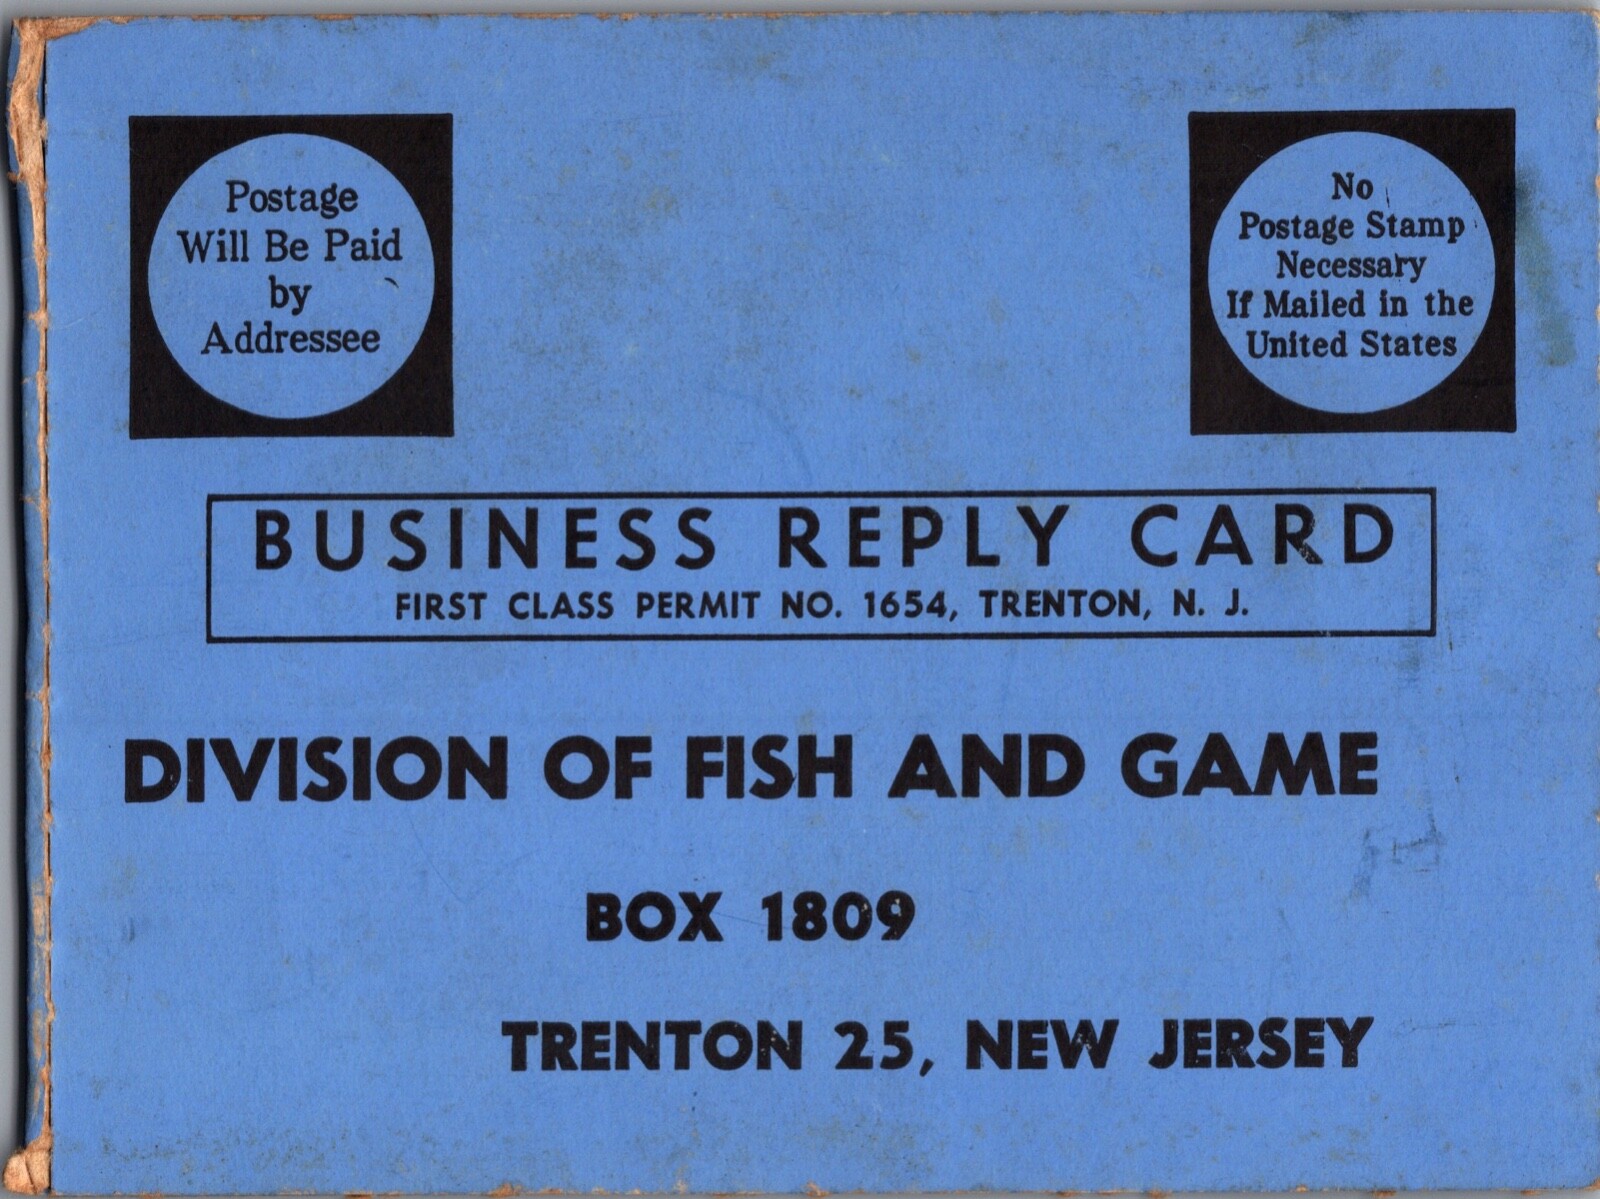 Postage
Will Be Paid
by
Addressee
No
Postage Stamp
Necessary
If Mailed in the
United States
BUSINESS REPLY CARD
FIRST CLASS PERMIT NO. 1654, TRENTON, N. J.
DIVISION OF FISH AND GAME
BOX 1809
TRENTON 25, NEW JERSEY